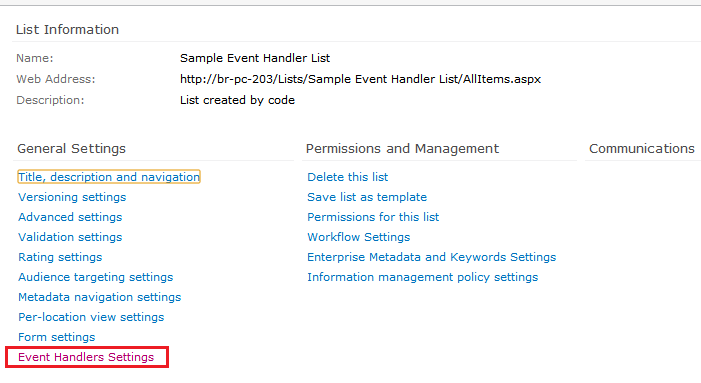 List Information
Name: Sample Event Handler List
Web Address: http://br-pc-203/Lists/Sample Event Handler List/AllItems.aspx
Description: List created by code
General Settings
Title, description and navigation
Versioning settings
Advanced settings
Validation settings
Rating settings
Audience targeting settings
Metadata navigation settings
Per-location view settings
Form settings
Event Handlers Settings
Permissions and Management
Delete this list
Save list as template
Permissions for this list
Workflow Settings
Enterprise Metadata and Keywords Settings
Information management policy settings
Communications